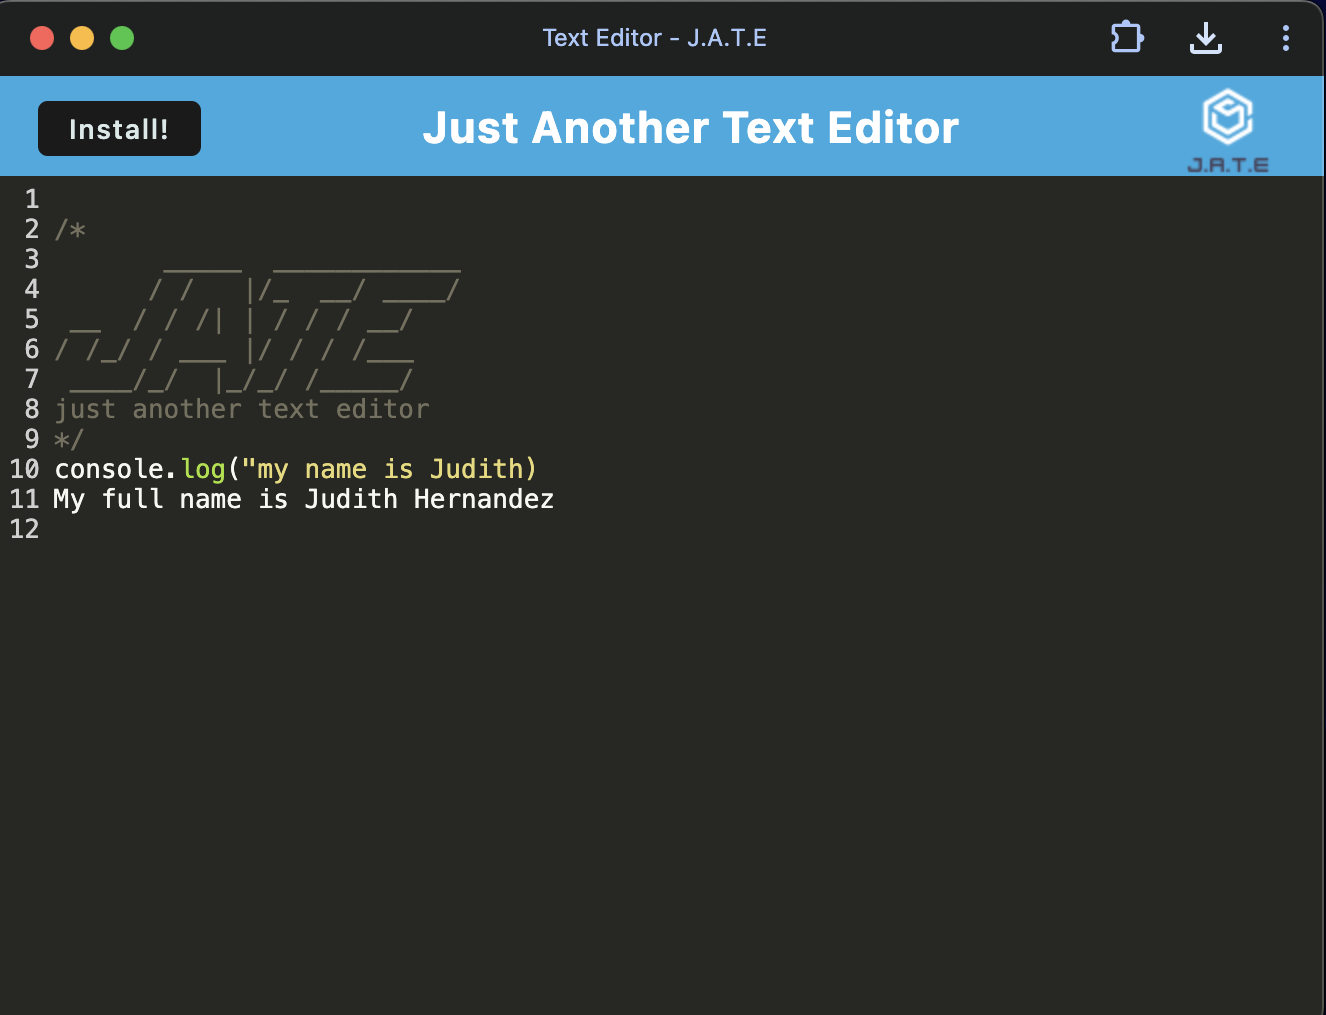 Text Editor - J.A.T.E
Install!
Just Another Text Editor
J.A.T.E
1
2 /*
3        _____  ____________
4       / /   |/_  __/ ____/
5  __  / / /| | / / / __/
6 / /_/ / ___ |/ / / /___
7  ____/_/  |_/_/ /_____/
8 just another text editor
9 */
10 console.log("my name is Judith)
11 My full name is Judith Hernandez
12